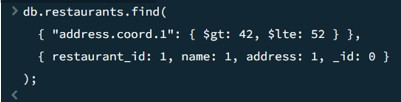 > db.restaurants.find(
{ "address.coord.1": { $gt: 42, $lte: 52 } },
{ restaurant_id: 1, name: 1, address: 1, _id: 0 }
);
<